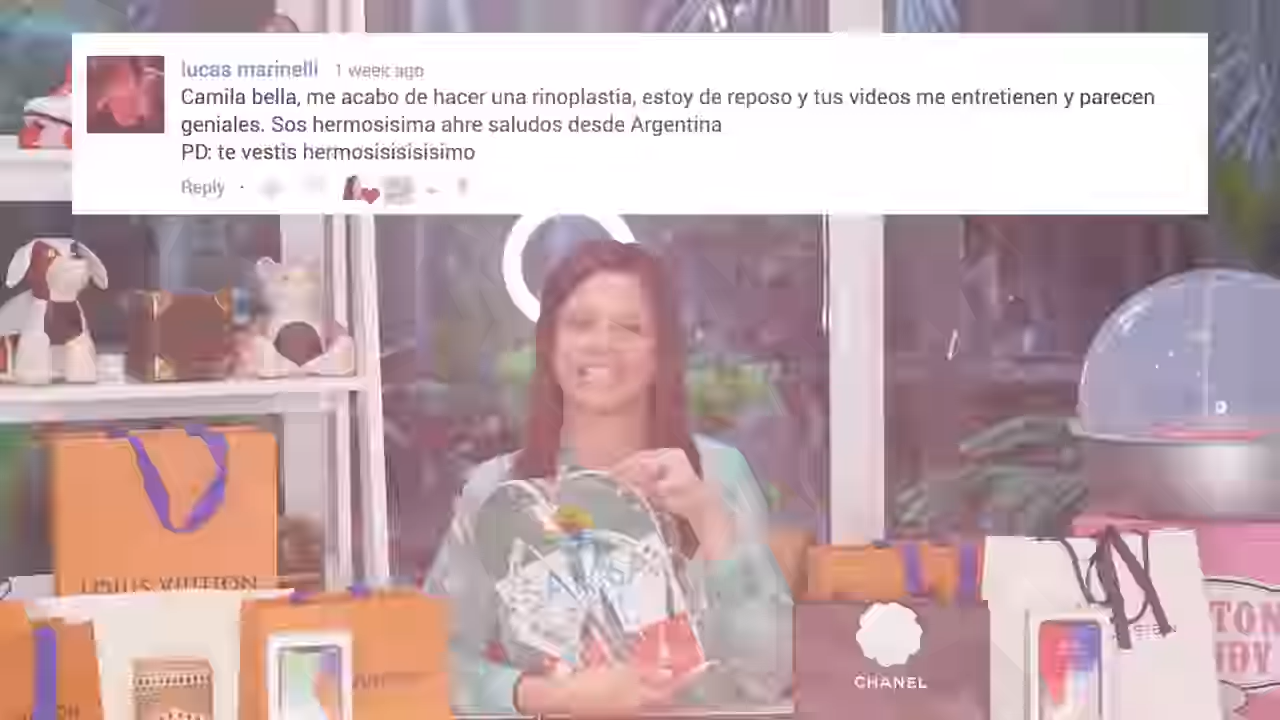 lucas marinelli 1 week ago
Camila bella, me acabo de hacer una rinoplastia, estoy de reposo y tus videos me entretienen y parecen
geniales. Sos hermosisima ahre saludos desde Argentina
PD: te vestis hermosisisisisimo
Reply
LOUIS VUITTON
CHANEL